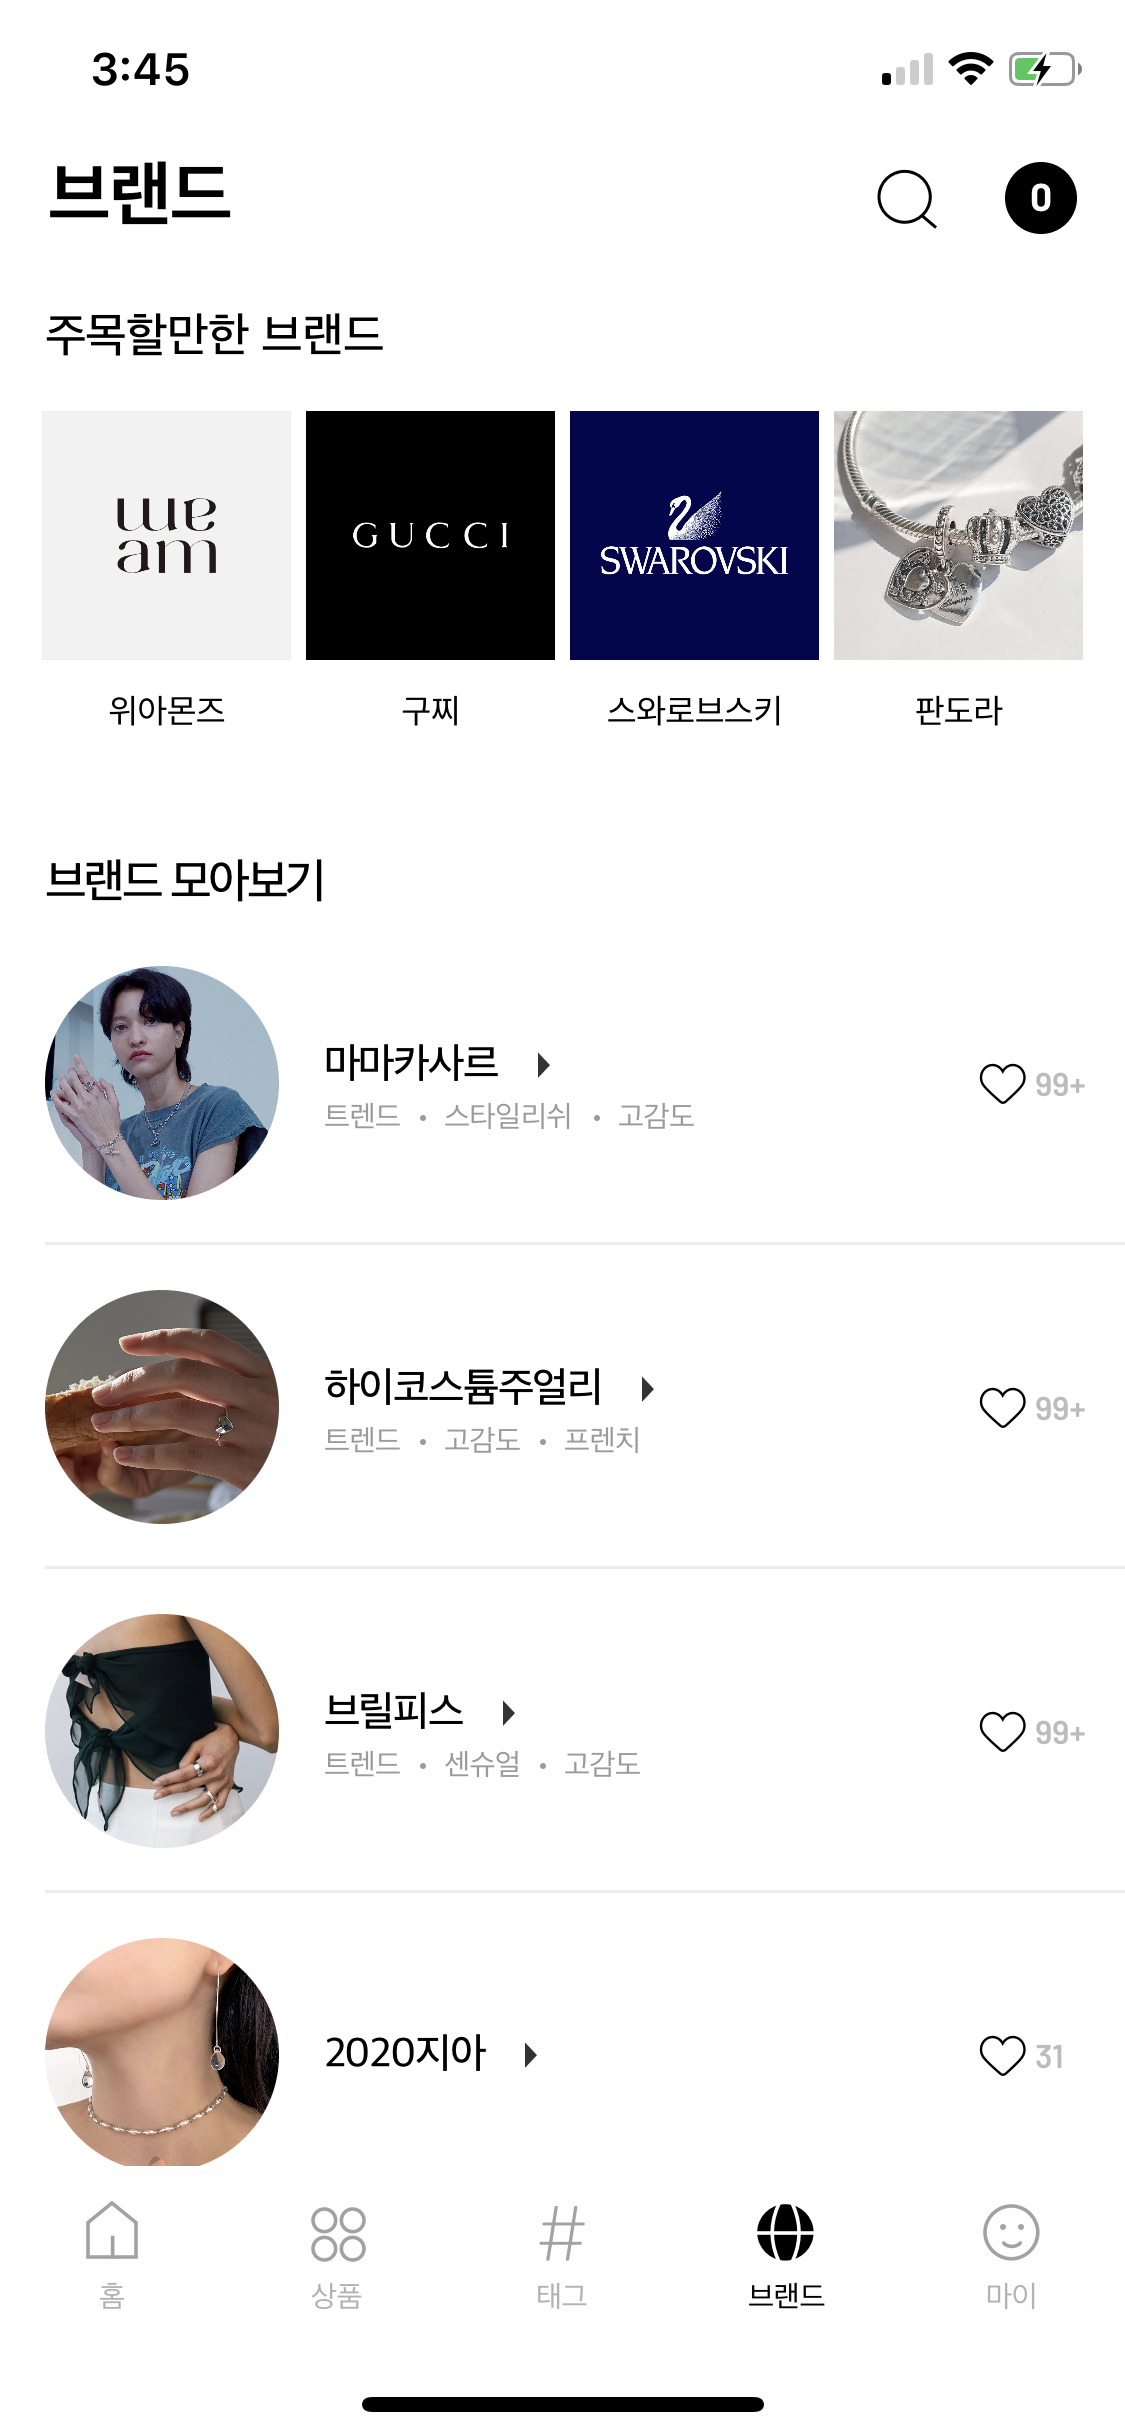 3:45
브랜드
0
주목할만한 브랜드
we
am
GUCCI
SWAROVSKI
위아몬즈
구찌
스와로브스키
판도라
브랜드 모아보기
마마카사르
99+
트렌드 • 스타일리쉬 • 고감도
하이코스튬주얼리
99+
트렌드 • 고감도 • 프렌치
브릴피스
99+
트렌드 • 센슈얼 • 고감도
2020지아
31
홈
상품
태그
브랜드
마이